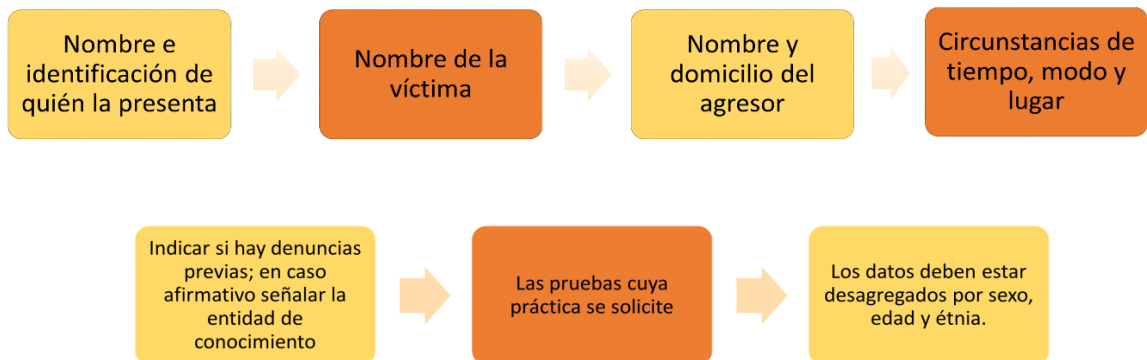 Nombre e
identificación de
quién la presenta
Nombre de la
víctima
Nombre y
domicilio del
agresor
Circunstancias de
tiempo, modo y
lugar
Indicar si hay denuncias
previas; en caso
afirmativo señalar la
entidad de
conocimiento
Las pruebas cuya
práctica se solicite
Los datos deben estar
desagregados por sexo,
edad y étnia.